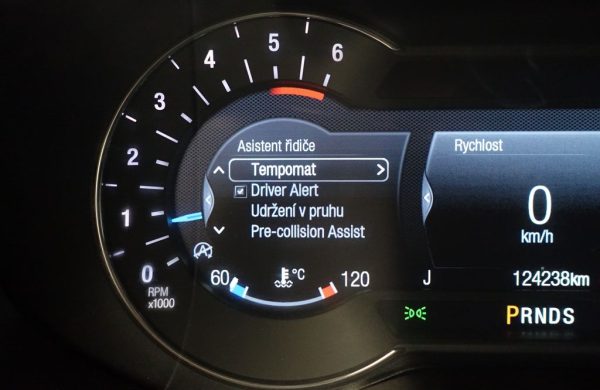 0
1
2
3
4
5
6
RPM
x1000
Asistent řidiče
Tempomat
Driver Alert
Udržení v pruhu
Pre-collision Assist
60 °C 120
Rychlost
0
km/h
J 124238km
PRNDS